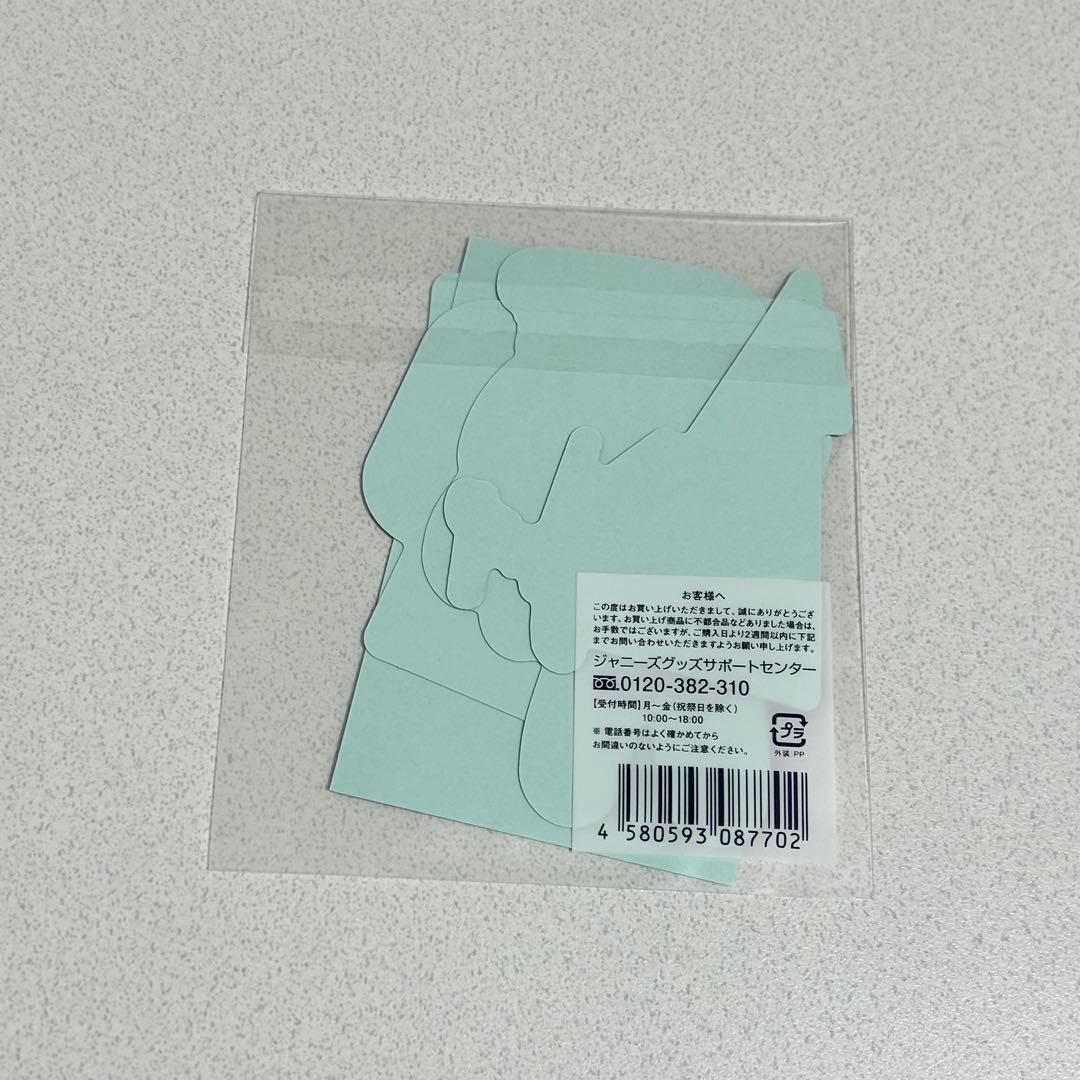 お客様へ
この度はお買い上げいただきまして、誠にありがとうござ
います。お買い上げ商品に不都合品などありました場合は、
お手数ではございますが、ご購入日より2週間以内に下記
までお問い合わせいただきますようお願い申し上げます。
ジャニーズグッズサポートセンター
0120-382-310
【受付時間】月〜金(祝祭日を除く)
10:00〜18:00
※ 電話番号はよく確かめてから
お間違いのないようにご注意ください。
プラ
外装:PP
4 580593 087702